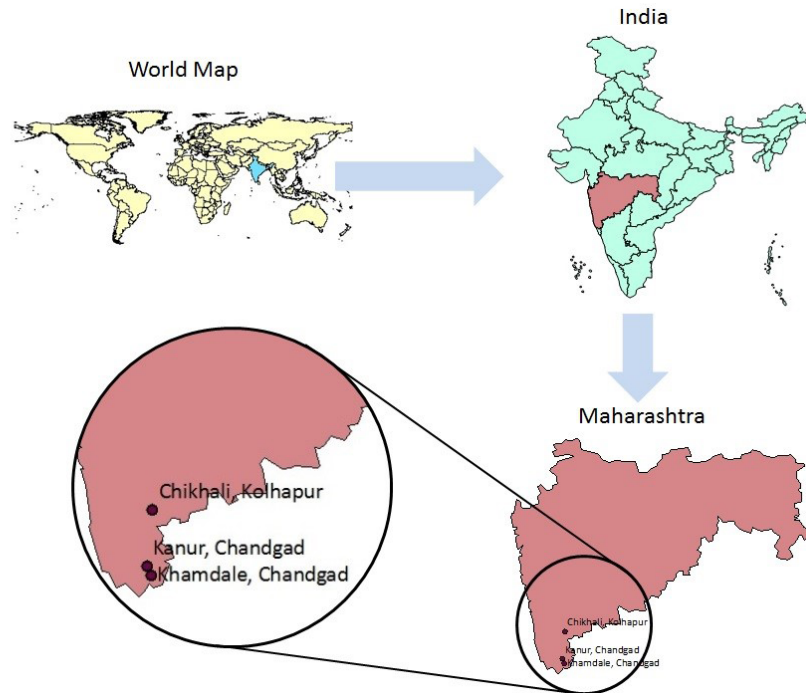 World Map
India
Maharashtra
Chikhali, Kolhapur
Kanur, Chandgad
Khamdale, Chandgad
Chikhali, Kolhapur
Kanur, Chandgad
Khamdale, Chandgad